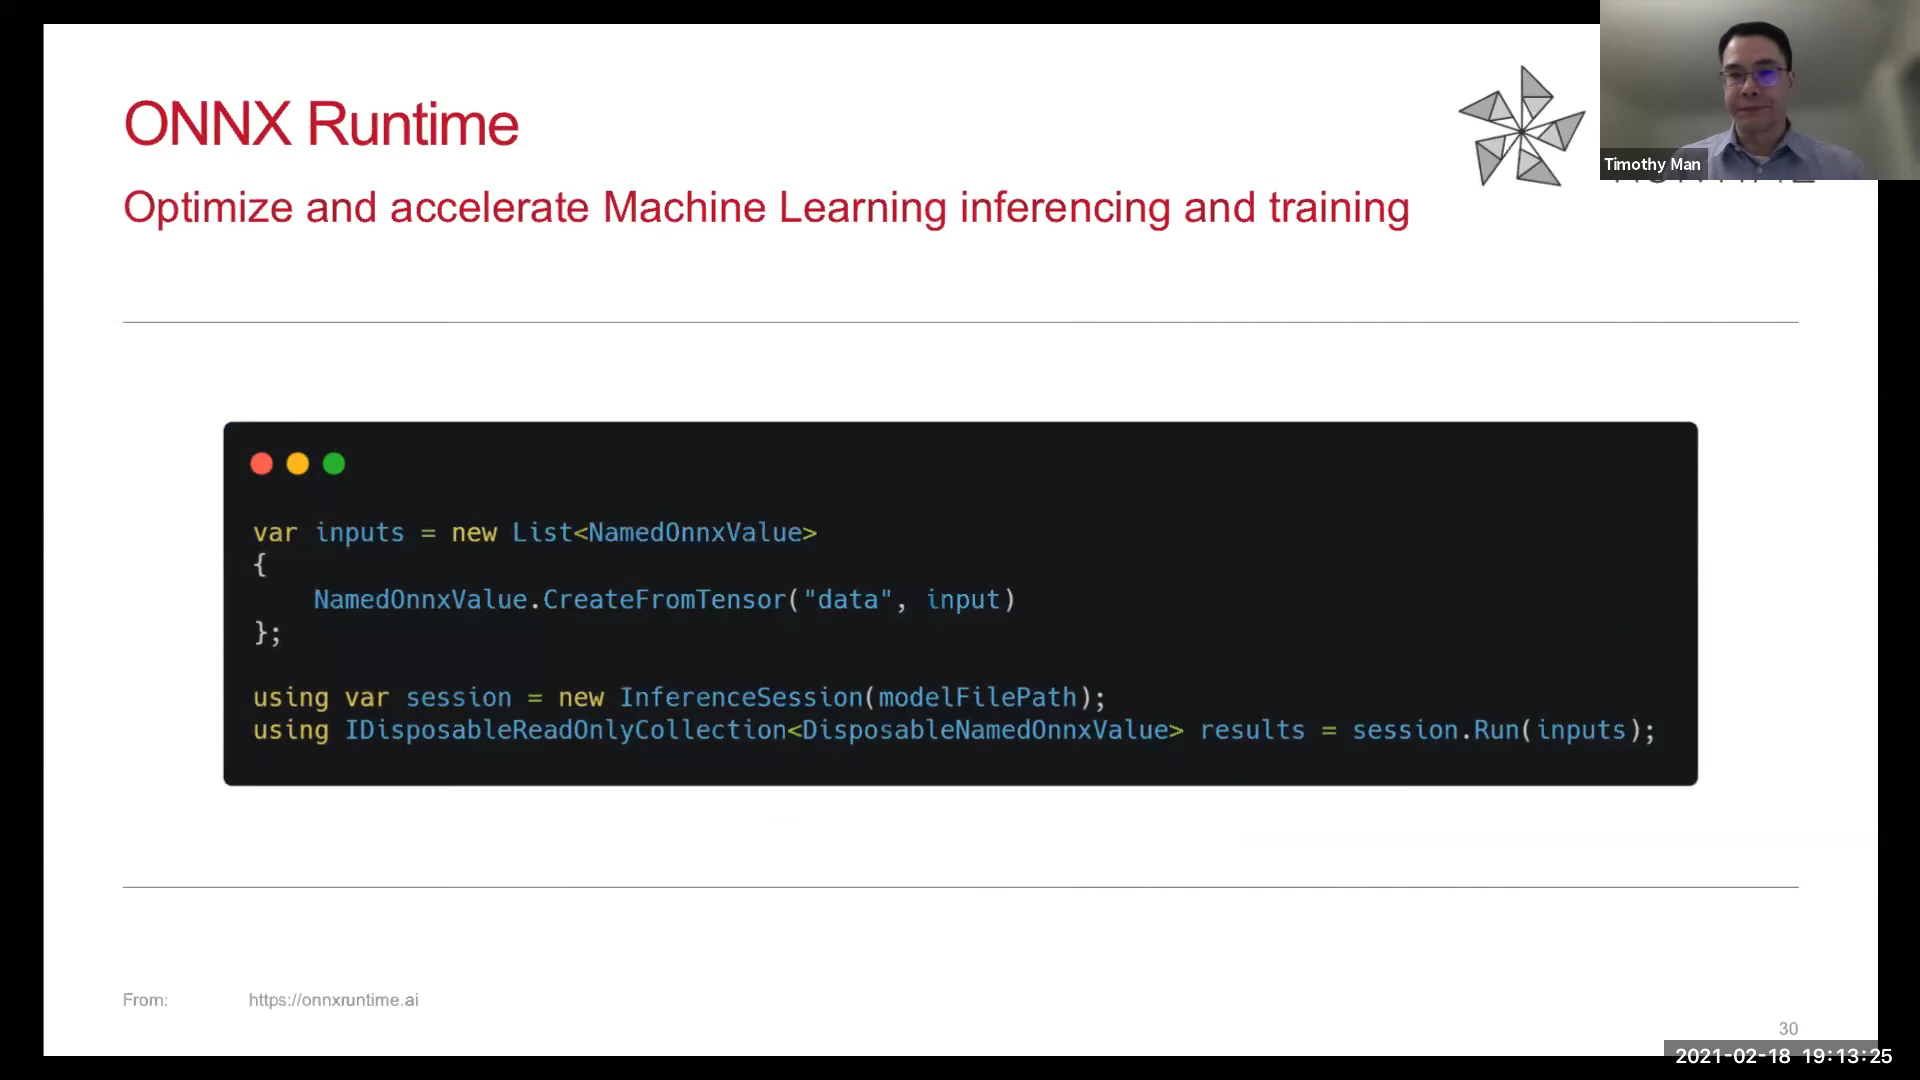 ONNX Runtime
Optimize and accelerate Machine Learning inferencing and training
Timothy Man
var inputs = new List<NamedOnnxValue>
{
    NamedOnnxValue.CreateFromTensor("data", input)
};
using var session = new InferenceSession(modelFilePath);
using IDisposableReadOnlyCollection<DisposableNamedOnnxValue> results = session.Run(inputs);
From: https://onnxruntime.ai
30
2021-02-18 19:13:25